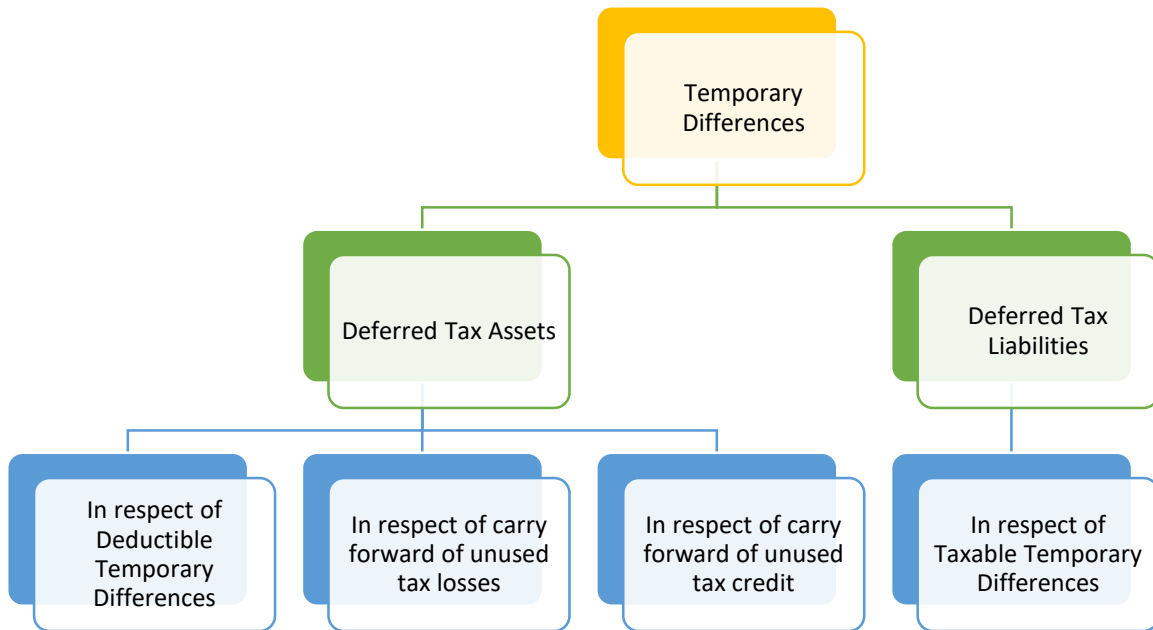 Temporary
Differences
Deferred Tax Assets
Deferred Tax
Liabilities
In respect of
Deductible
Temporary
Differences
In respect of carry
forward of unused
tax losses
In respect of carry
forward of unused
tax credit
In respect of
Taxable Temporary
Differences